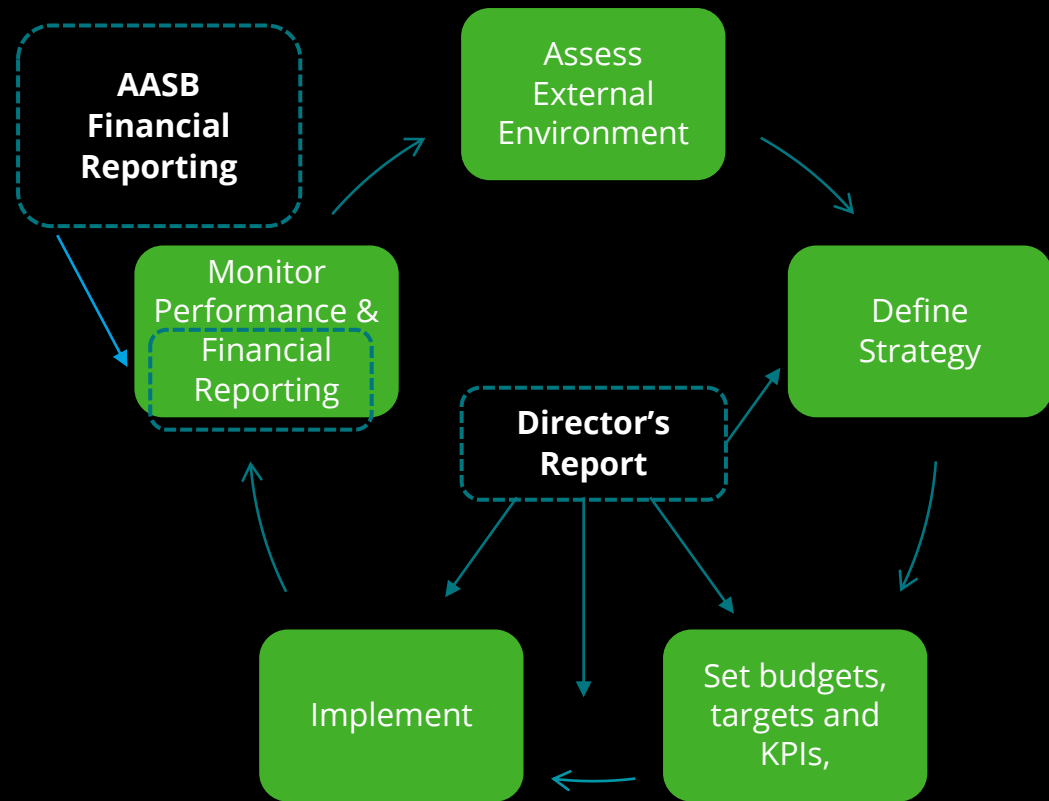 AASB
Financial
Reporting
Assess
External
Environment
Monitor
Performance &
Financial
Reporting
Define
Strategy
Director’s
Report
Implement
Set budgets,
targets and
KPIs,